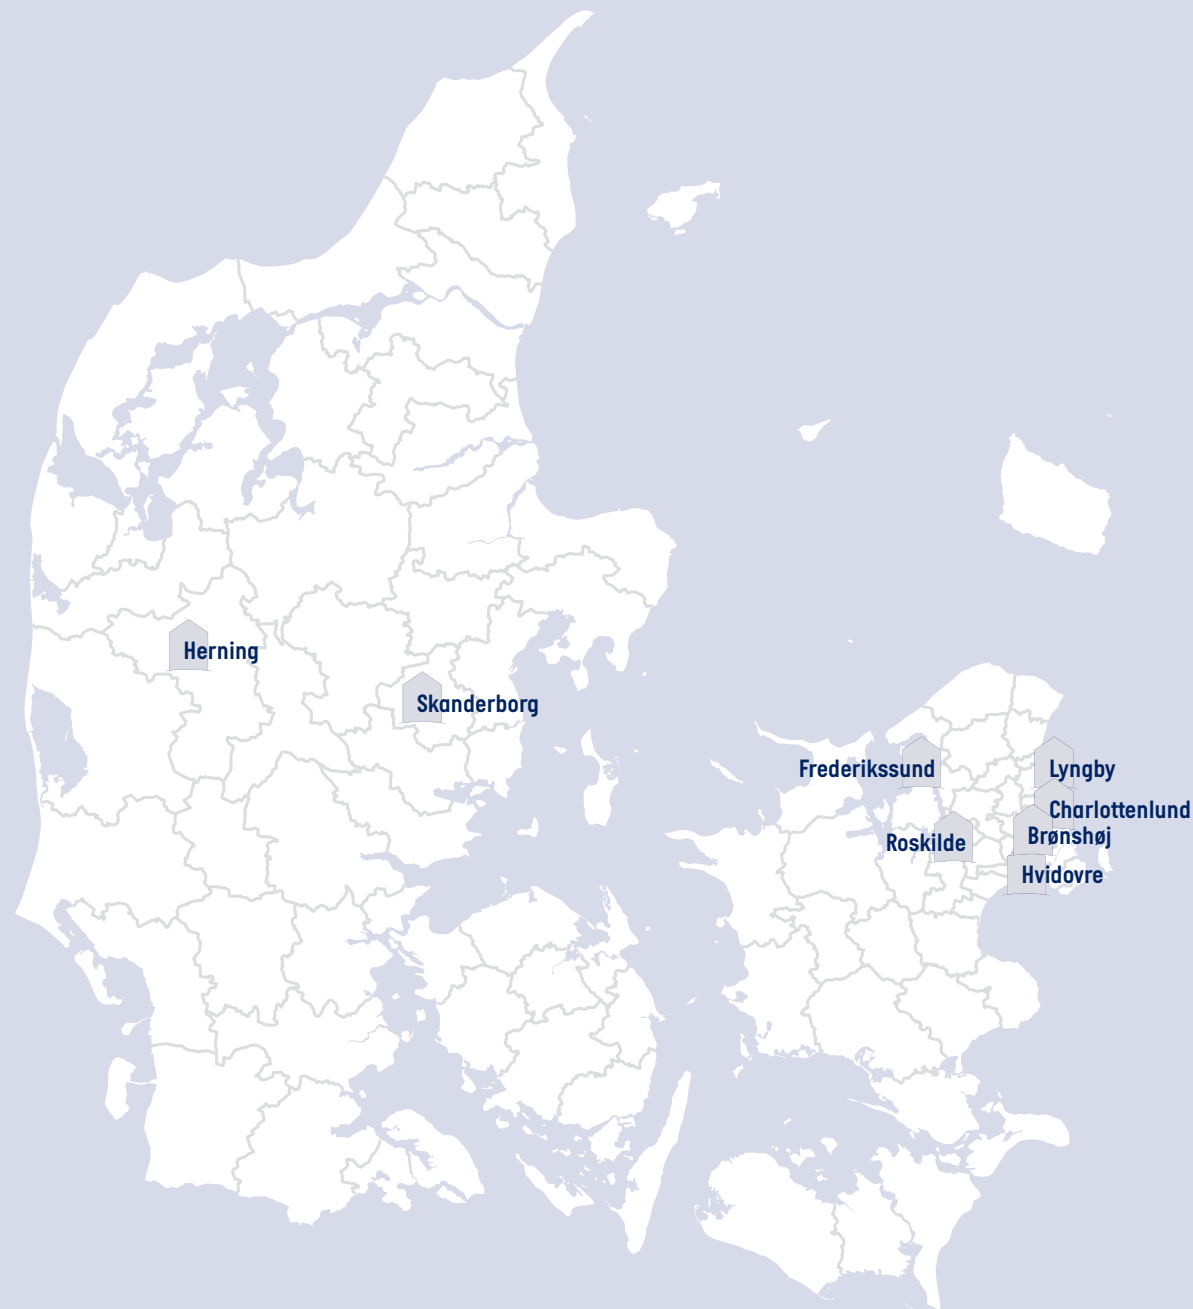 Herning
Skanderborg
Frederikssund
Lyngby
Charlottenlund
Brønshøj
Roskilde
Hvidovre